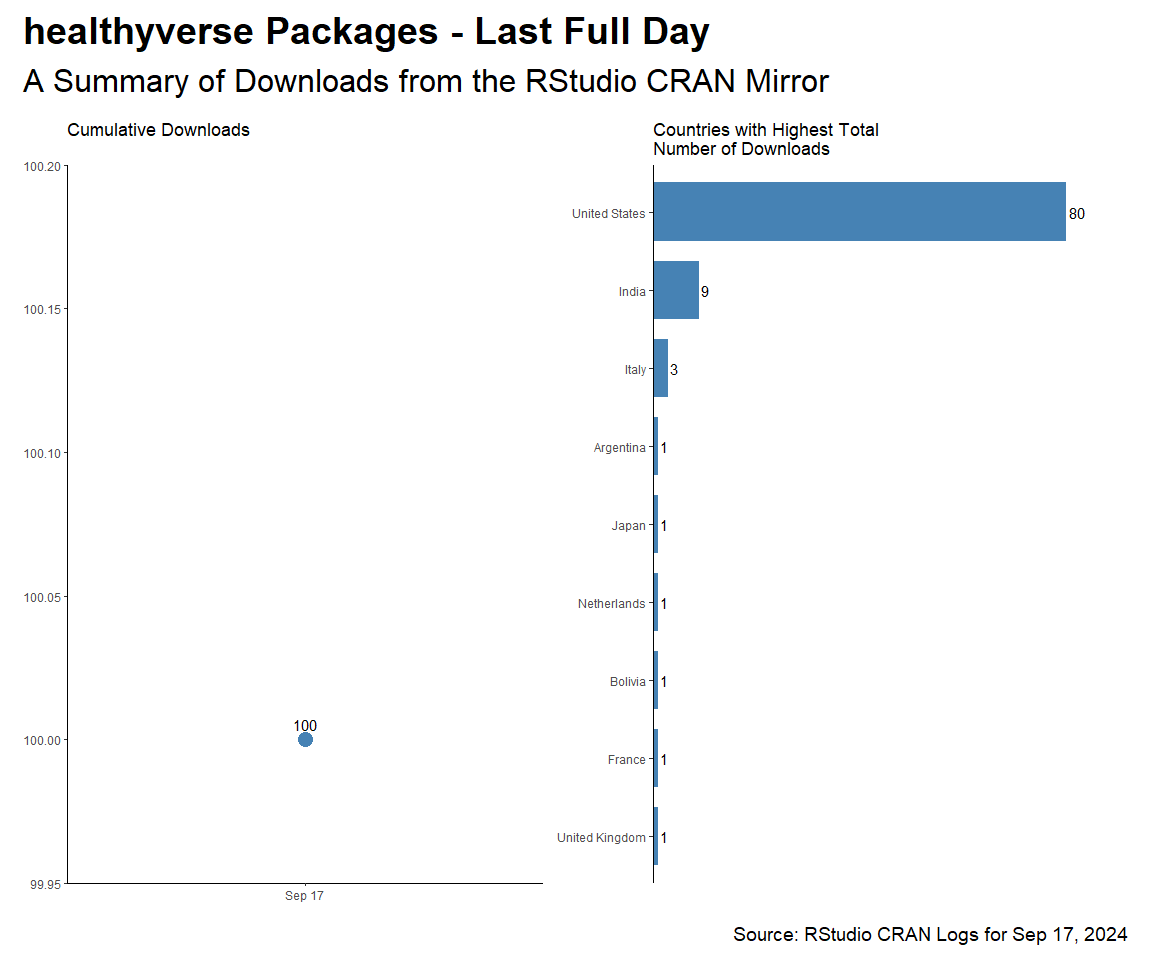 healthyverse Packages - Last Full Day
A Summary of Downloads from the RStudio CRAN Mirror
Cumulative Downloads
100.20
100.15
100.10
100.05
100.00
99.95
100
Sep 17
Countries with Highest Total
Number of Downloads
United States 80
India 9
Italy 3
Argentina 1
Japan 1
Netherlands 1
Bolivia 1
France 1
United Kingdom 1
Source: RStudio CRAN Logs for Sep 17, 2024